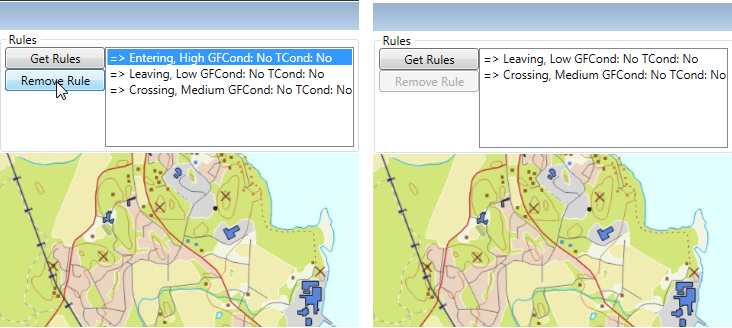 Rules
Get Rules
Remove Rule
=> Entering, High GFCond: No TCond: No
=> Leaving, Low GFCond: No TCond: No
=> Crossing, Medium GFCond: No TCond: No
Rules
Get Rules
Remove Rule
=> Leaving, Low GFCond: No TCond: No
=> Crossing, Medium GFCond: No TCond: No